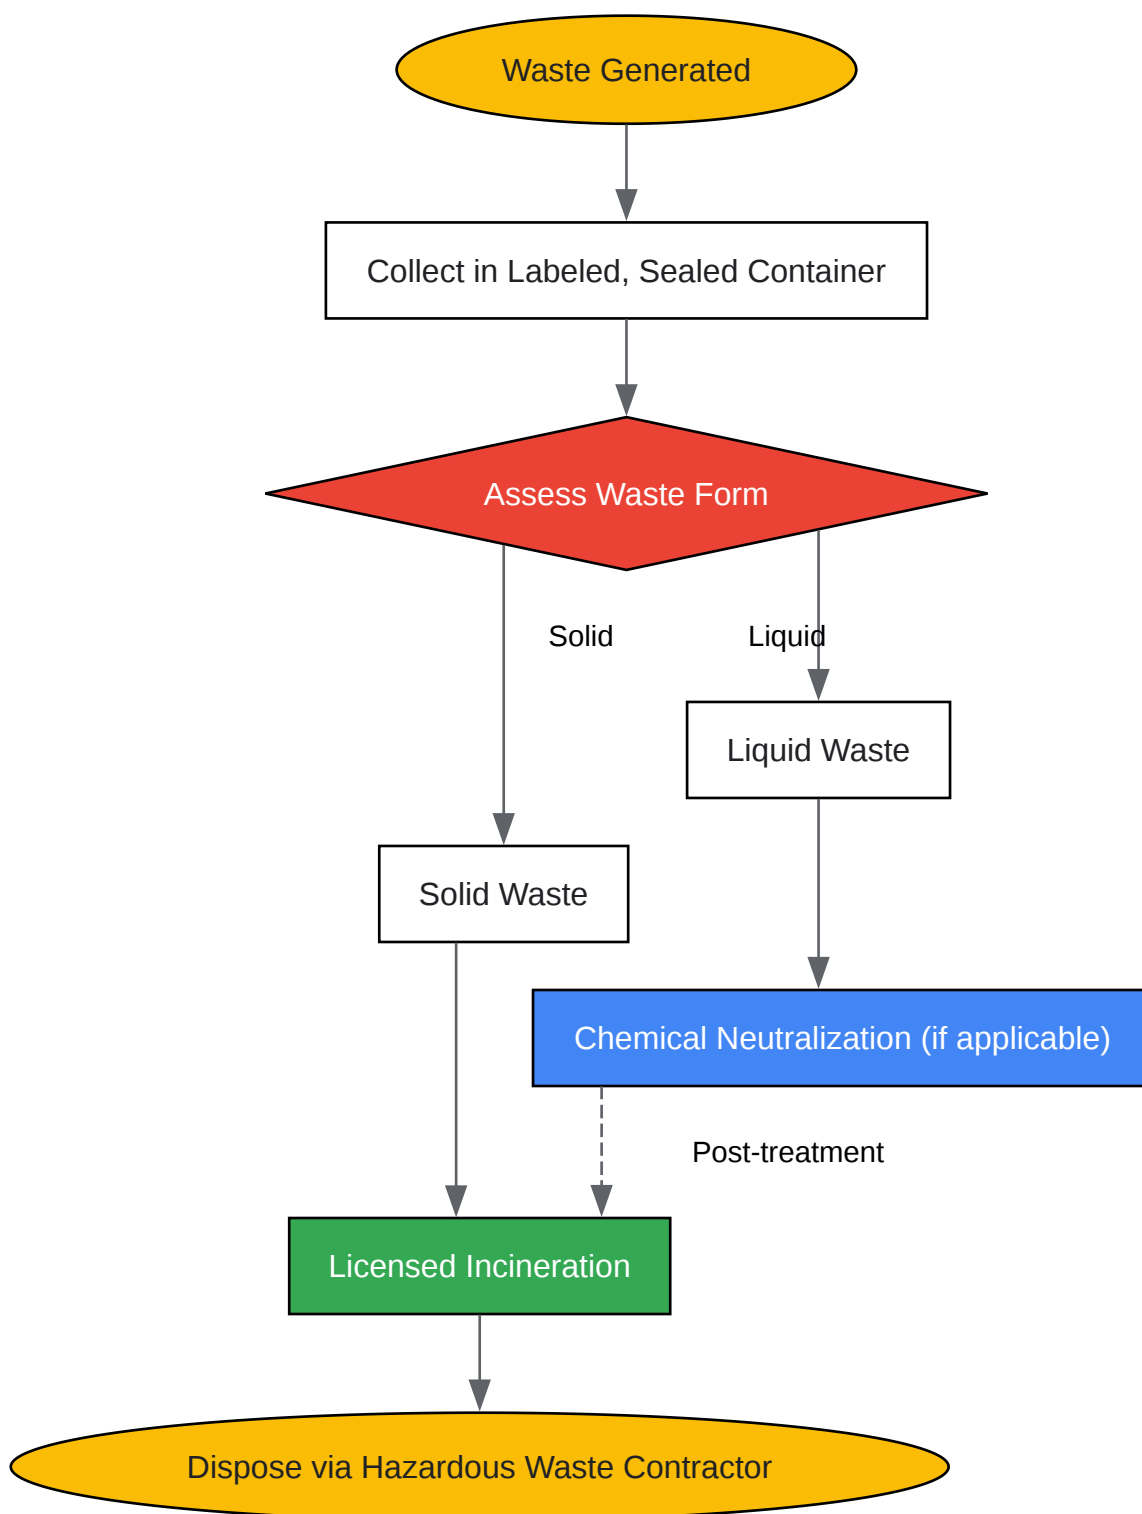 Waste Generated
Collect in Labeled, Sealed Container
Assess Waste Form
Solid
Liquid
Liquid Waste
Solid Waste
Chemical Neutralization (if applicable)
Post-treatment
Licensed Incineration
Dispose via Hazardous Waste Contractor